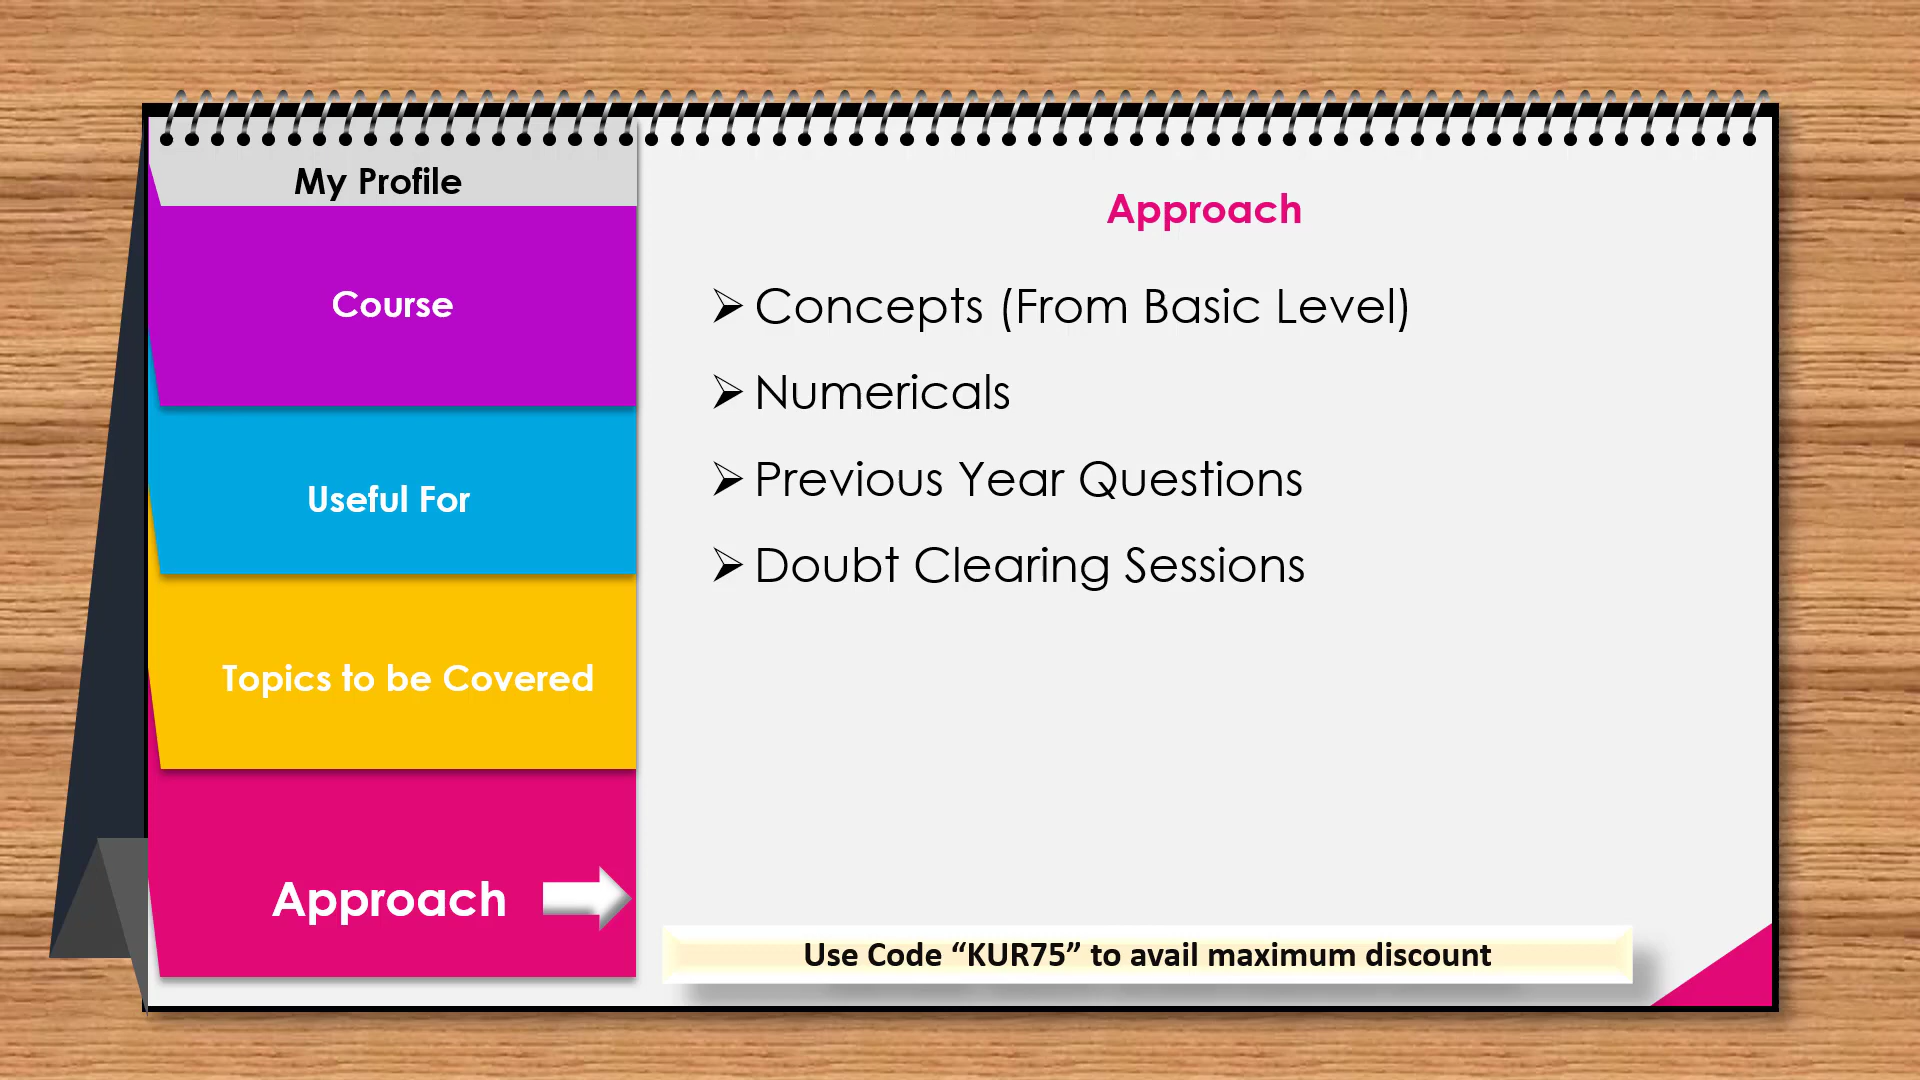 My Profile
Course
Useful For
Topics to be Covered
Approach
Approach
Concepts (From Basic Level)
Numericals
Previous Year Questions
Doubt Clearing Sessions
Use Code “KUR75” to avail maximum discount